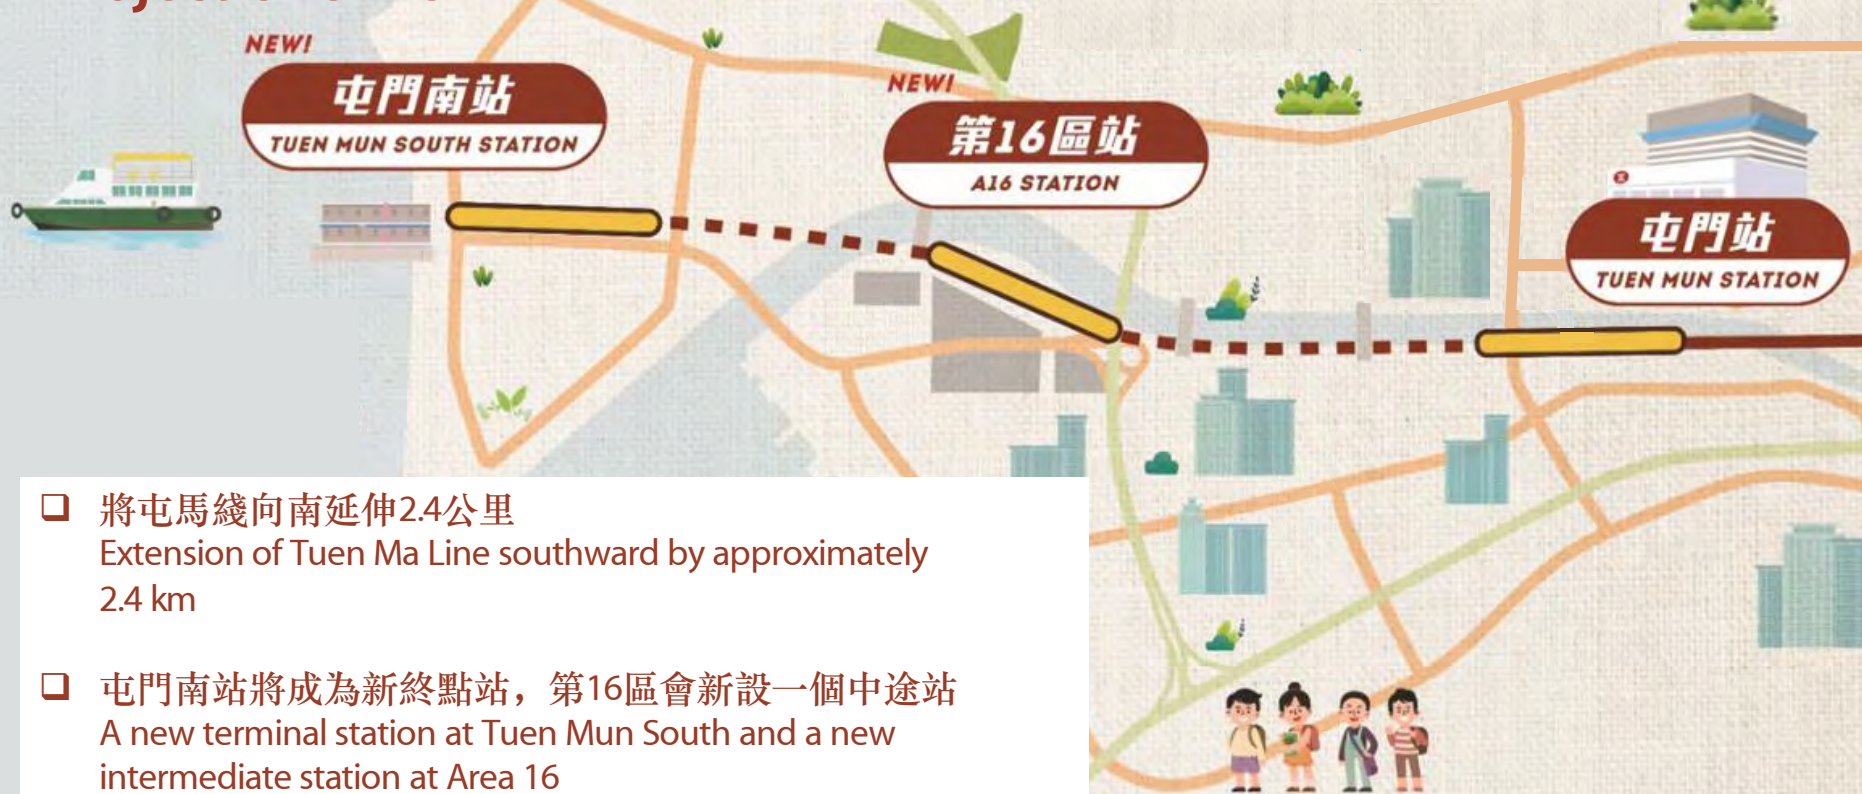 NEW!
屯門南站
TUEN MUN SOUTH STATION
NEW!
第16區站
A16 STATION
屯門站
TUEN MUN STATION
將屯馬綫向南延伸2.4公里
Extension of Tuen Ma Line southward by approximately
2.4 km
屯門南站將成為新終點站，第16區會新設一個中途站
A new terminal station at Tuen Mun South and a new
intermediate station at Area 16